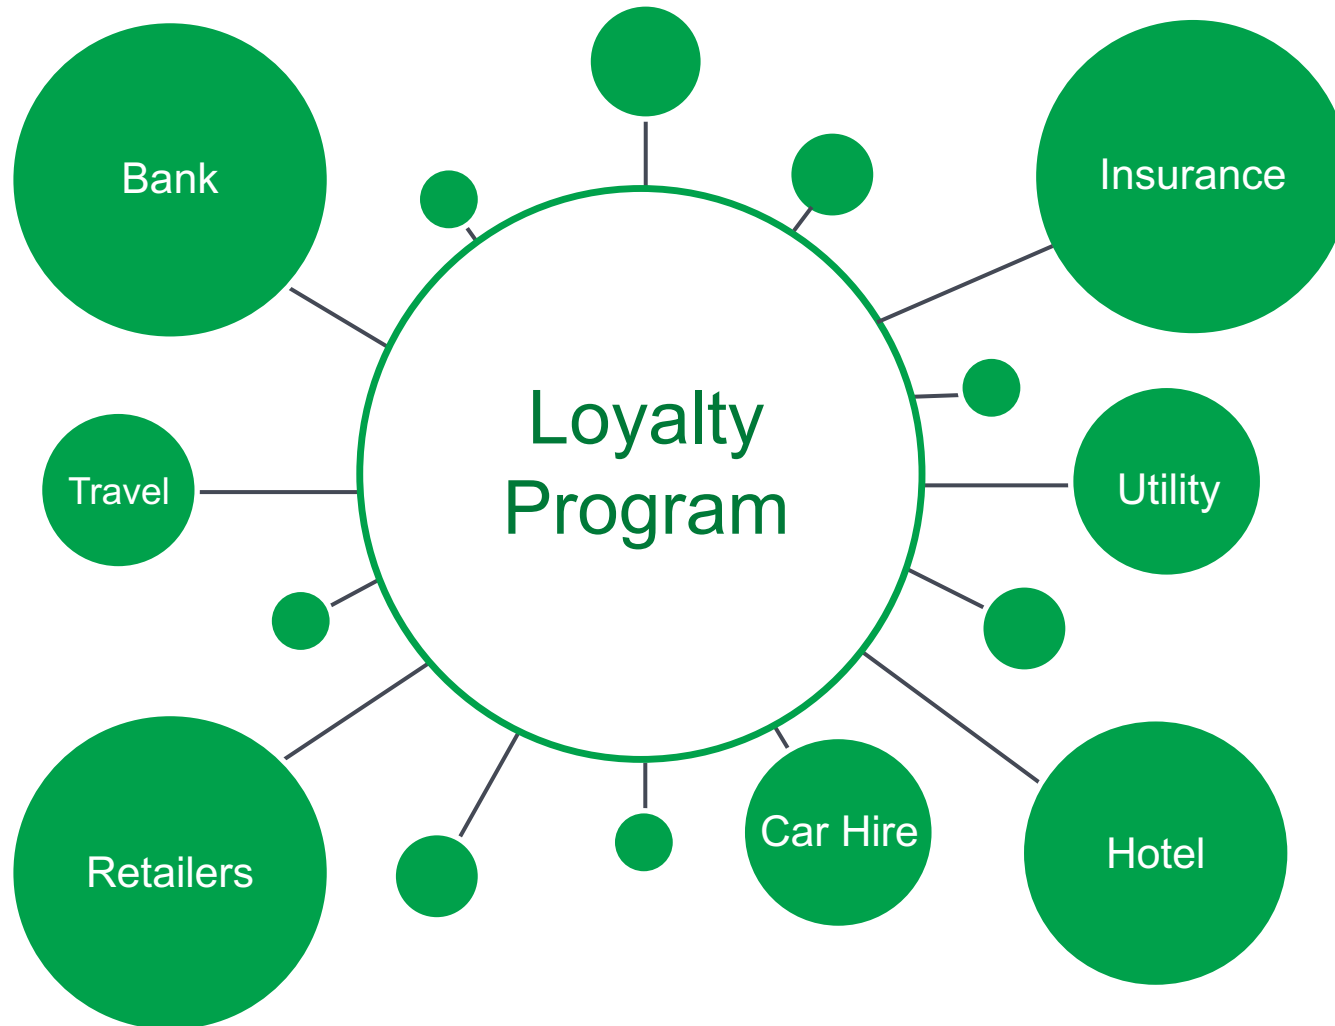 Bank
Insurance
Loyalty
Program
Travel
Utility
Car Hire
Hotel
Retailers